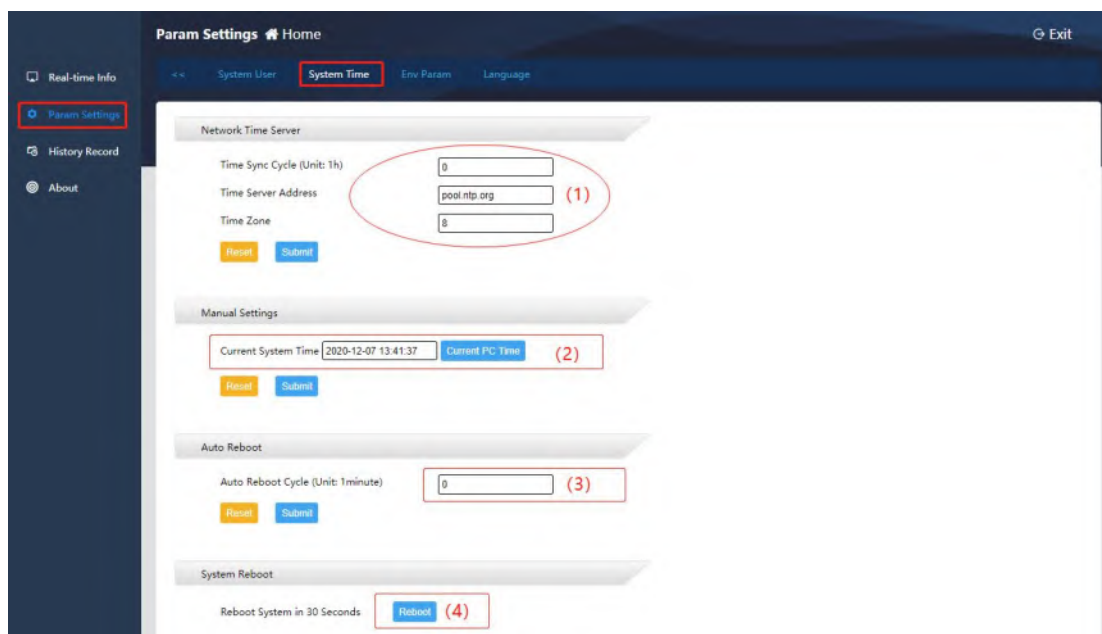 Param Settings Home
Exit
Real-time Info
Param Settings
History Record
About
<< System User System Time Env Param Language
Network Time Server
Time Sync Cycle (Unit: 1h) 0
Time Server Address pool.ntp.org (1)
Time Zone 8
Reset Submit
Manual Settings
Current System Time 2020-12-07 13:41:37 Current PC Time (2)
Reset Submit
Auto Reboot
Auto Reboot Cycle (Unit: 1minute) 0 (3)
Reset Submit
System Reboot
Reboot System in 30 Seconds Reboot (4)